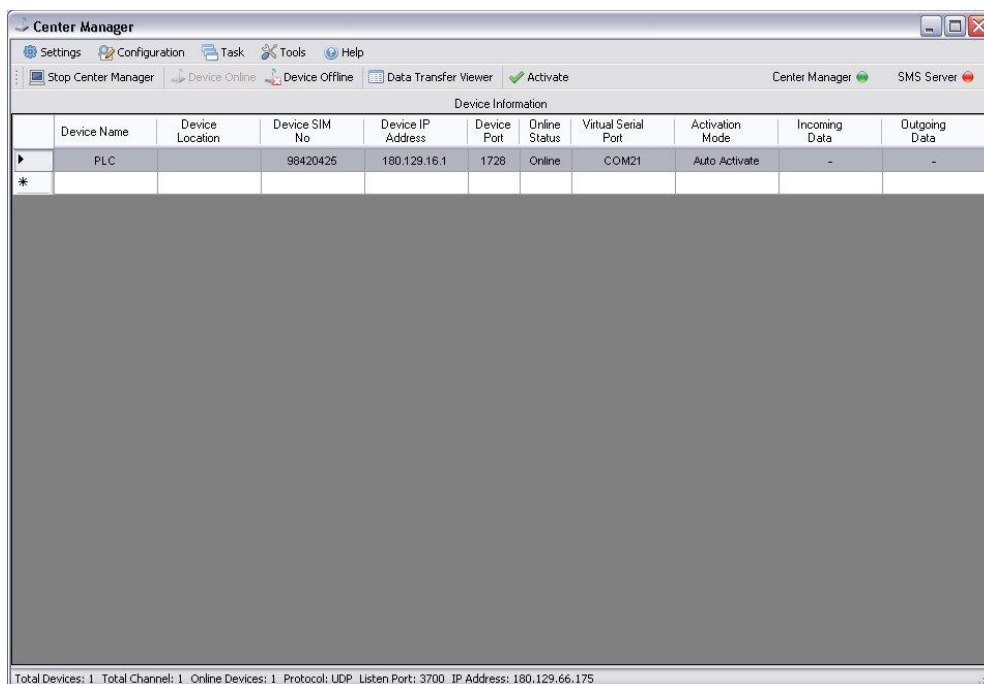 Center Manager
Settings Configuration Task Tools Help
Stop Center Manager Device Online Device Offline Data Transfer Viewer Activate Center Manager SMS Server
Device Information
Device Name Device Location Device SIM No Device IP Address Device Port Online Status Virtual Serial Port Activation Mode Incoming Data Outgoing Data
PLC 98420425 180.129.16.1 1728 Online COM21 Auto Activate - -
Total Devices: 1 Total Channel: 1 Online Devices: 1 Protocol: UDP Listen Port: 3700 IP Address: 180.129.66.175